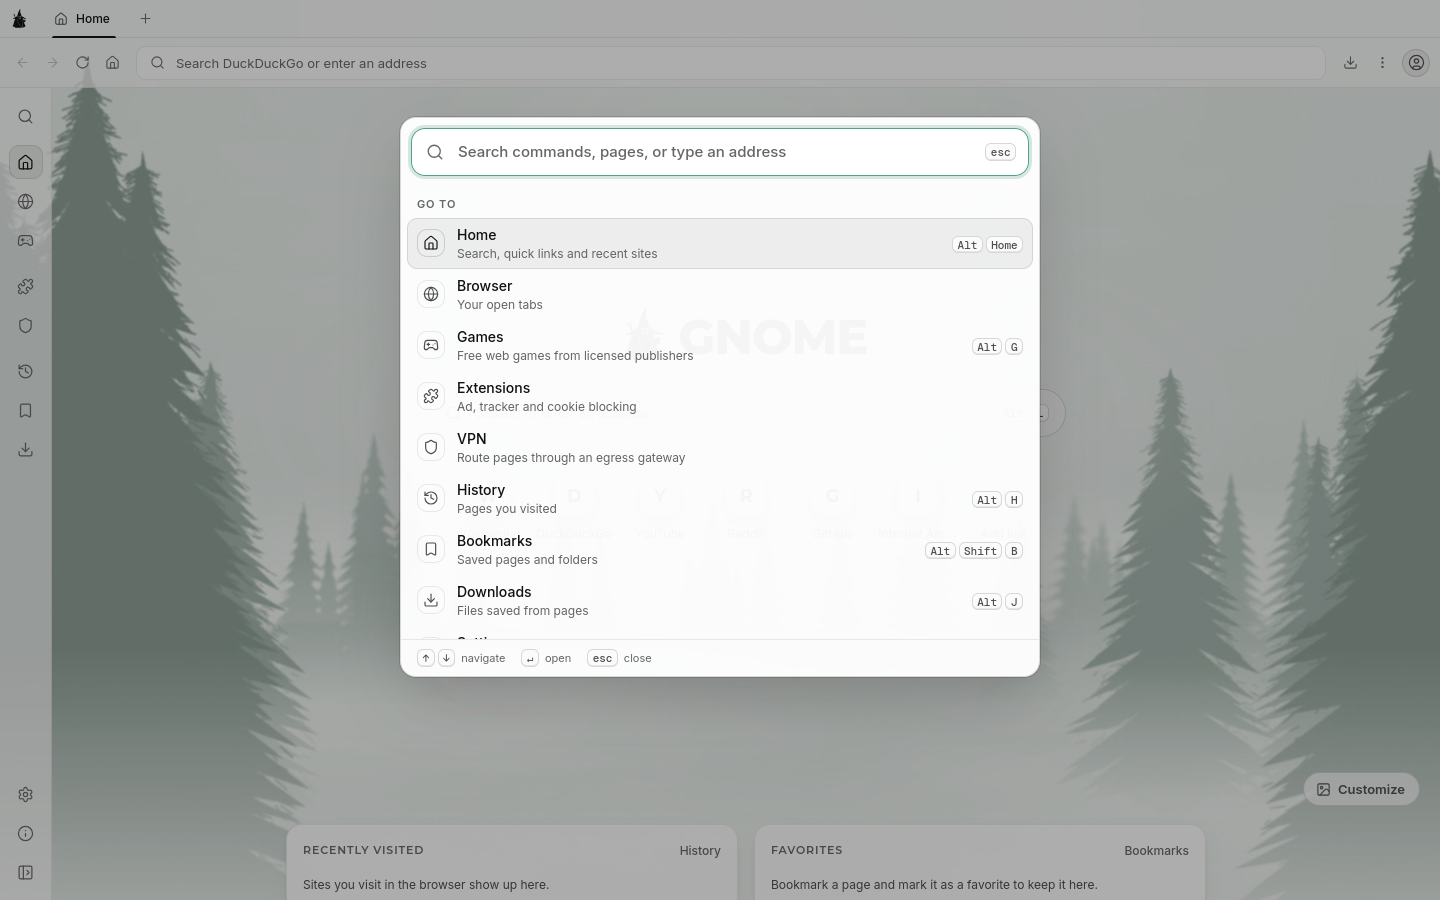 Home
Search DuckDuckGo or enter an address
Search commands, pages, or type an address
esc
GO TO
Home
Search, quick links and recent sites
Alt Home
Browser
Your open tabs
GNOME
Games
Free web games from licensed publishers
Alt G
Extensions
Ad, tracker and cookie blocking
VPN
Route pages through an egress gateway
History
Pages you visited
Alt H
D Y R G I
DuckDuckGo YouTube Reddit GitHub
Bookmarks
Saved pages and folders
Alt Shift B
Downloads
Files saved from pages
Alt J
↑ ↓ navigate ↵ open esc close
Customize
RECENTLY VISITED
History
Sites you visit in the browser show up here.
FAVORITES
Bookmarks
Bookmark a page and mark it as a favorite to keep it here.